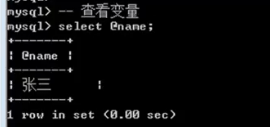 mysql> -- 查看变量
mysql> select @name;
+-------+
| @name |
+-------+
| 张三 |
+-------+
1 row in set (0.00 sec)